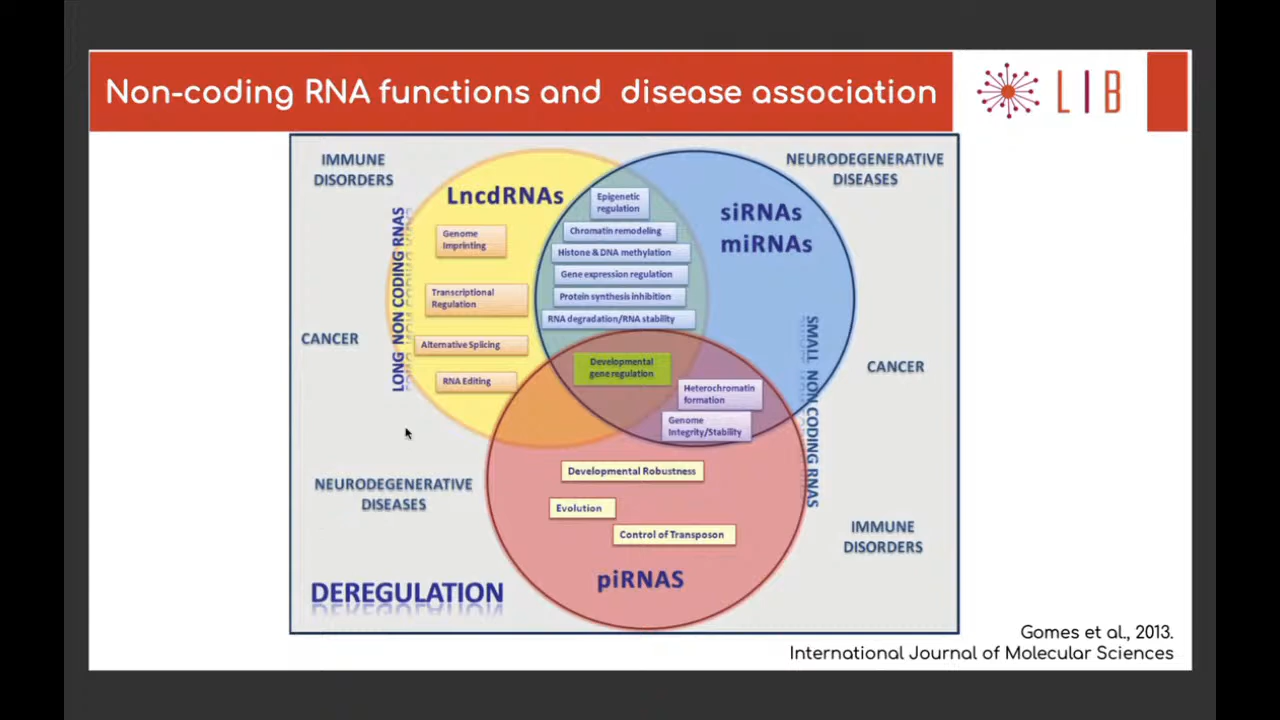 Non-coding RNA functions and disease association
LIB
IMMUNE
DISORDERS
NEURODEGENERATIVE
DISEASES
LncdRNAs
siRNAs
miRNAs
LONG NON CODING RNAS
Genome
Imprinting
Transcriptional
Regulation
Alternative Splicing
RNA Editing
Epigenetic
regulation
Chromatin remodeling
Histone & DNA methylation
Gene expression regulation
Protein synthesis inhibition
RNA degradation/RNA stability
Developmental
gene regulation
Heterochromatin
formation
Genome
Integrity/Stability
SMALL NON CODING RNAS
CANCER
CANCER
Developmental Robustness
Evolution
Control of Transposon
piRNAS
NEURODEGENERATIVE
DISEASES
IMMUNE
DISORDERS
DEREGULATION
Gomes et al., 2013.
International Journal of Molecular Sciences